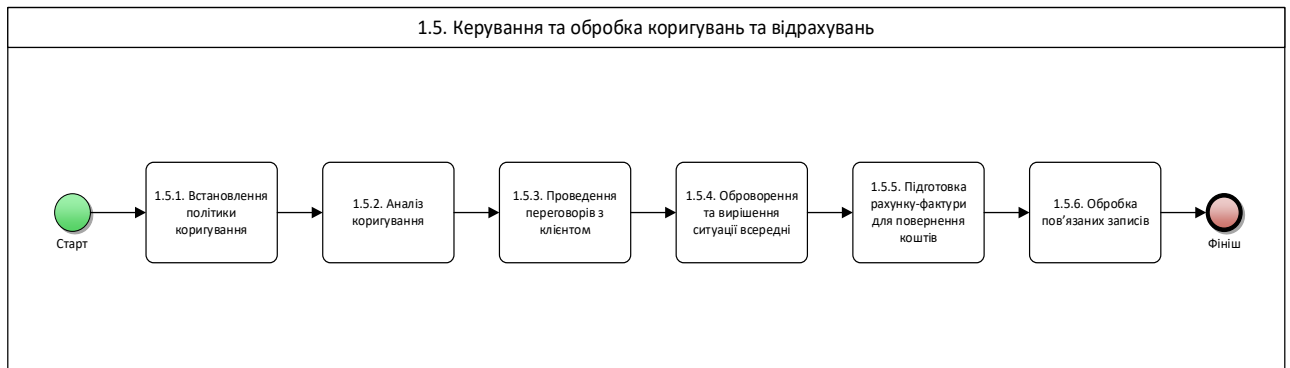 1.5. Керування та обробка коригувань та відрахувань
Старт
1.5.1. Встановлення
політики
коригування
1.5.2. Аналіз
коригування
1.5.3. Проведення
переговорів з
клієнтом
1.5.4. Оброворення
та вирішення
ситуації всередні
1.5.5. Підготовка
рахунку-фактури
для повернення
коштів
1.5.6. Обробка
пов’язаних записів
Фініш